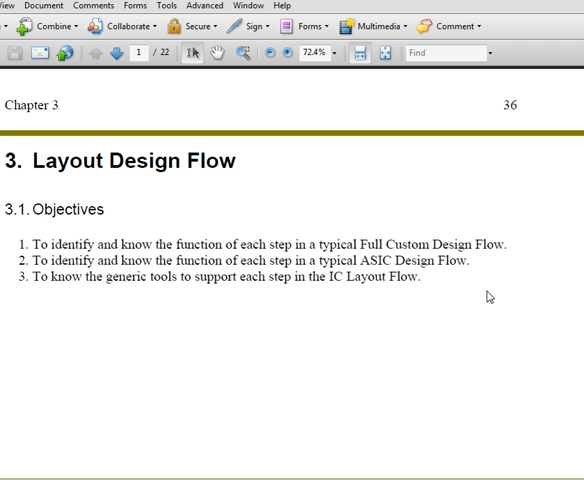 View Document Comments Forms Tools Advanced Window Help
Combine Collaborate Secure Sign Forms Multimedia Comment
1 / 22 72.4% Find
Chapter 3 36
3. Layout Design Flow
3.1. Objectives
1. To identify and know the function of each step in a typical Full Custom Design Flow.
2. To identify and know the function of each step in a typical ASIC Design Flow.
3. To know the generic tools to support each step in the IC Layout Flow.